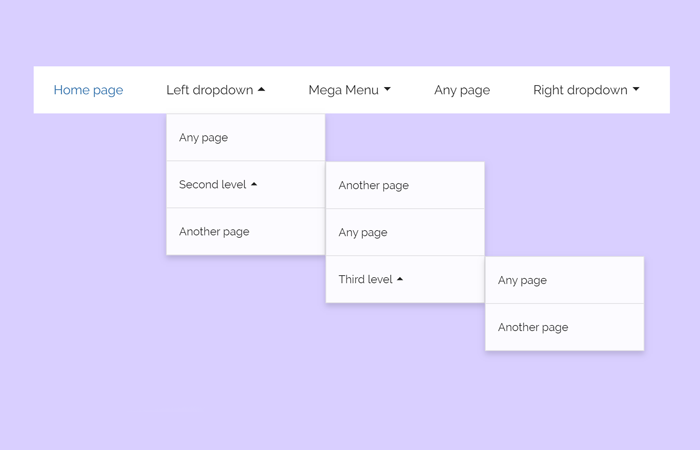 Home page
Left dropdown
Mega Menu
Any page
Right dropdown
Any page
Second level
Another page
Another page
Any page
Third level
Any page
Another page